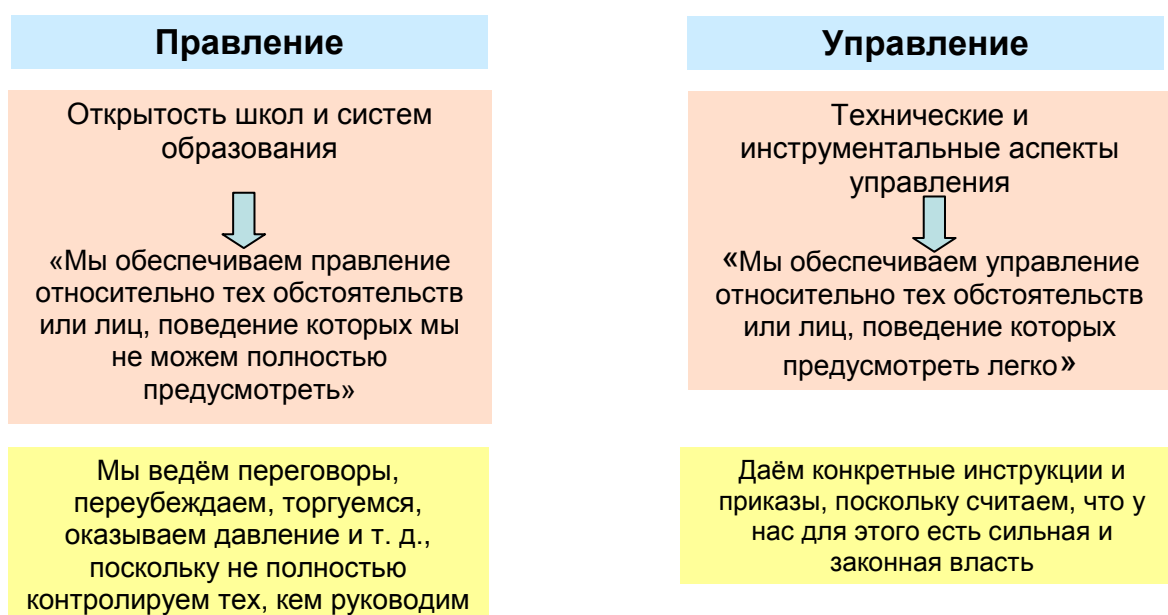 Правление
Открытость школ и систем
образования
«Мы обеспечиваем правление
относительно тех обстоятельств
или лиц, поведение которых мы
не можем полностью
предусмотреть»
Мы ведём переговоры,
переубеждаем, торгуемся,
оказываем давление и т. д.,
поскольку не полностью
контролируем тех, кем руководим
Управление
Технические и
инструментальные аспекты
управления
«Мы обеспечиваем управление
относительно тех обстоятельств
или лиц, поведение которых
предусмотреть легко»
Даём конкретные инструкции и
приказы, поскольку считаем, что у
нас для этого есть сильная и
законная власть